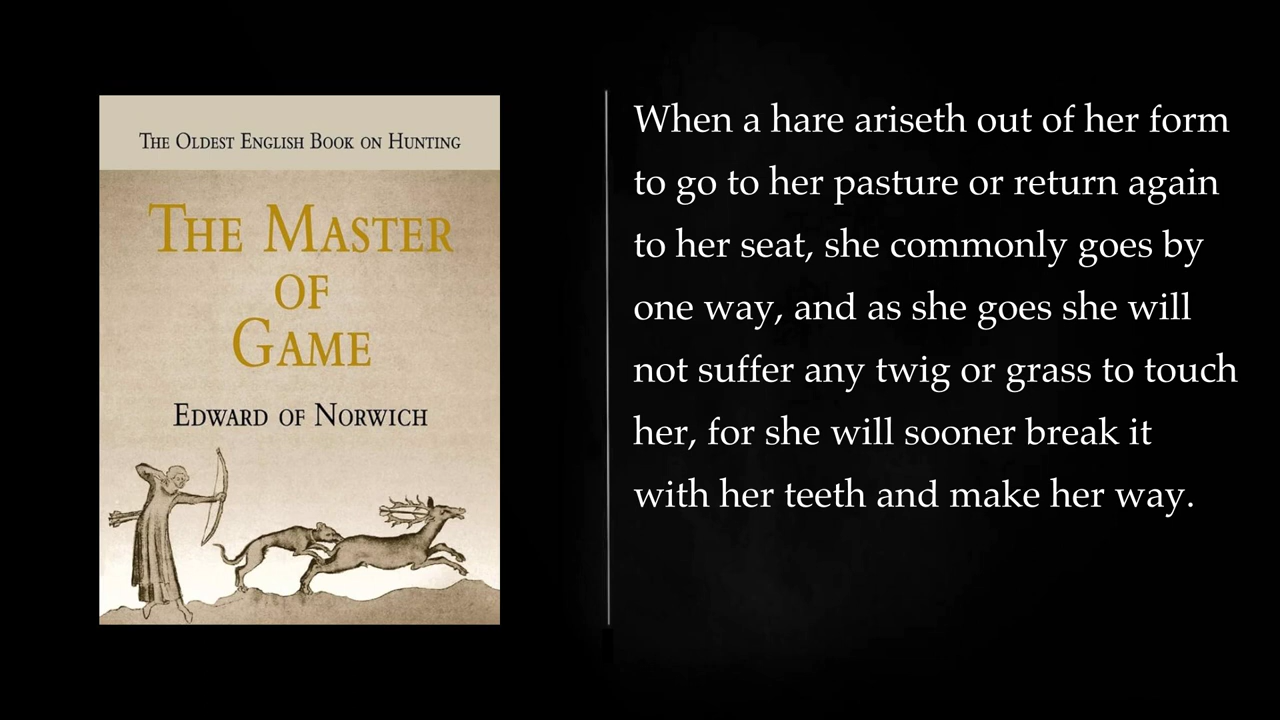 The Oldest English Book on Hunting
The Master
of
Game
Edward of Norwich
When a hare ariseth out of her form
to go to her pasture or return again
to her seat, she commonly goes by
one way, and as she goes she will
not suffer any twig or grass to touch
her, for she will sooner break it
with her teeth and make her way.